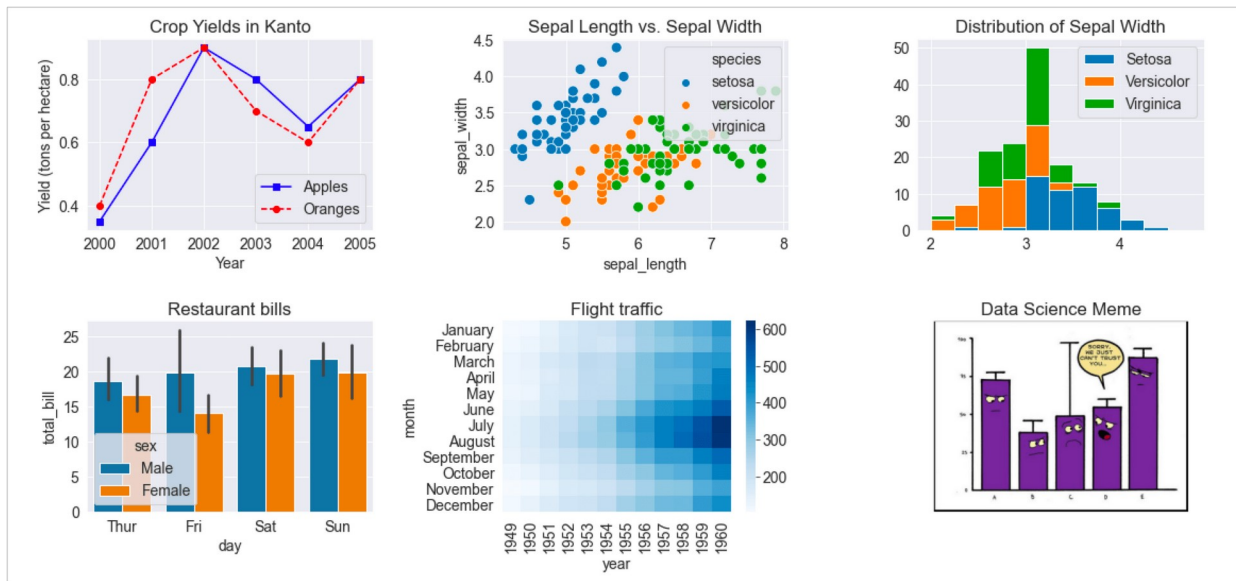 Crop Yields in Kanto
Yield (tons per hectare)
0.8
0.6
0.4
Apples
Oranges
2000 2001 2002 2003 2004 2005
Year
Sepal Length vs. Sepal Width
sepal_width
4.5
4.0
3.5
3.0
2.5
2.0
species
setosa
versicolor
virginica
5 6 7 8
sepal_length
Distribution of Sepal Width
50
40
30
20
10
0
Setosa
Versicolor
Virginica
2 3 4
Restaurant bills
total_bill
25
20
15
10
5
0
sex
Male
Female
Thur Fri Sat Sun
day
Flight traffic
month
January
February
March
April
May
June
July
August
September
October
November
December
1949 1950 1951 1952 1953 1954 1955 1956 1957 1958 1959 1960
year
600
500
400
300
200
100
Data Science Meme
SORRY,
WE JUST
CAN'T TRUST
YOU...
A B C D E